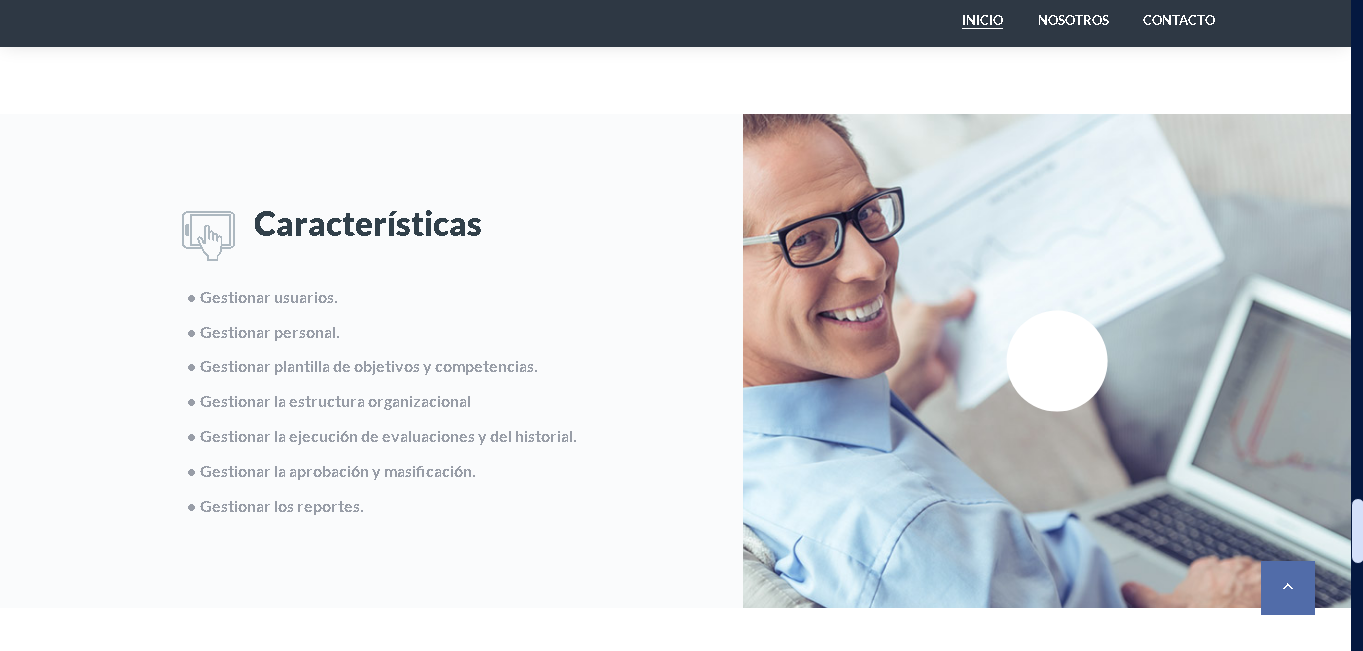 INICIO NOSOTROS CONTACTO
Características
● Gestionar usuarios.
● Gestionar personal.
● Gestionar plantilla de objetivos y competencias.
● Gestionar la estructura organizacional
● Gestionar la ejecución de evaluaciones y del historial.
● Gestionar la aprobación y masificación.
● Gestionar los reportes.